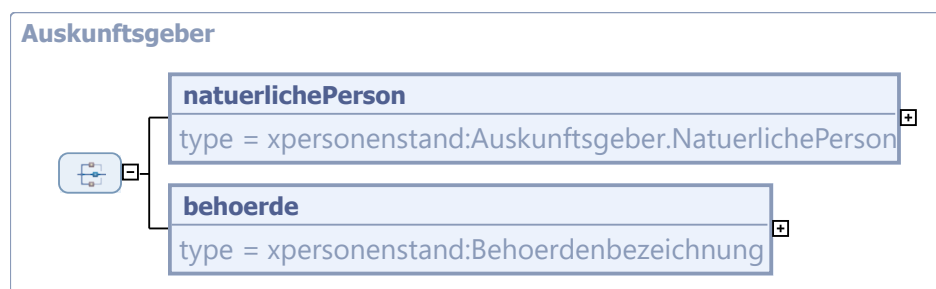 Auskunftsgeber
natuerlichePerson
type = xpersonenstand:Auskunftsgeber.NatuerlichePerson
behoerde
type = xpersonenstand:Behoerdenbezeichnung